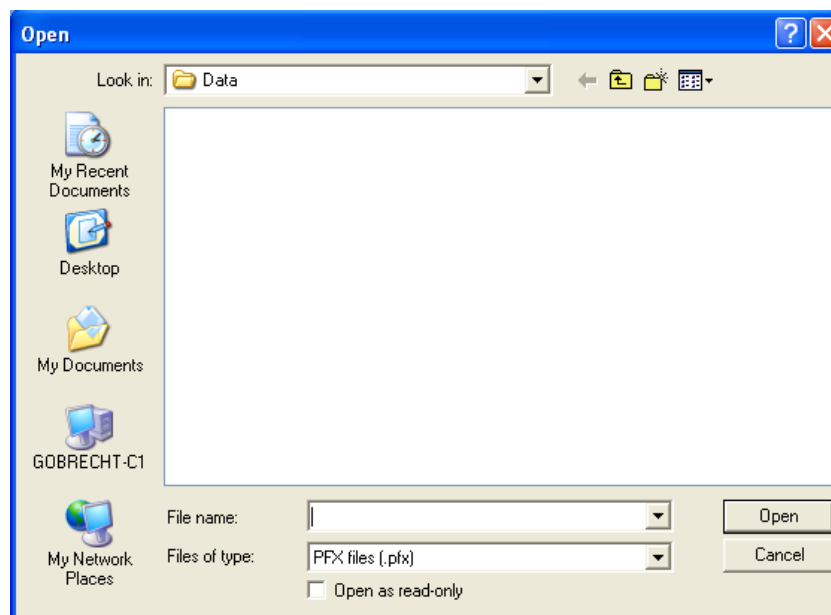 Open
Look in: Data
My Recent
Documents
Desktop
My Documents
GOBRECHT-C1
My Network
Places
File name:
Open
Files of type: PFX files (.pfx)
Cancel
Open as read-only